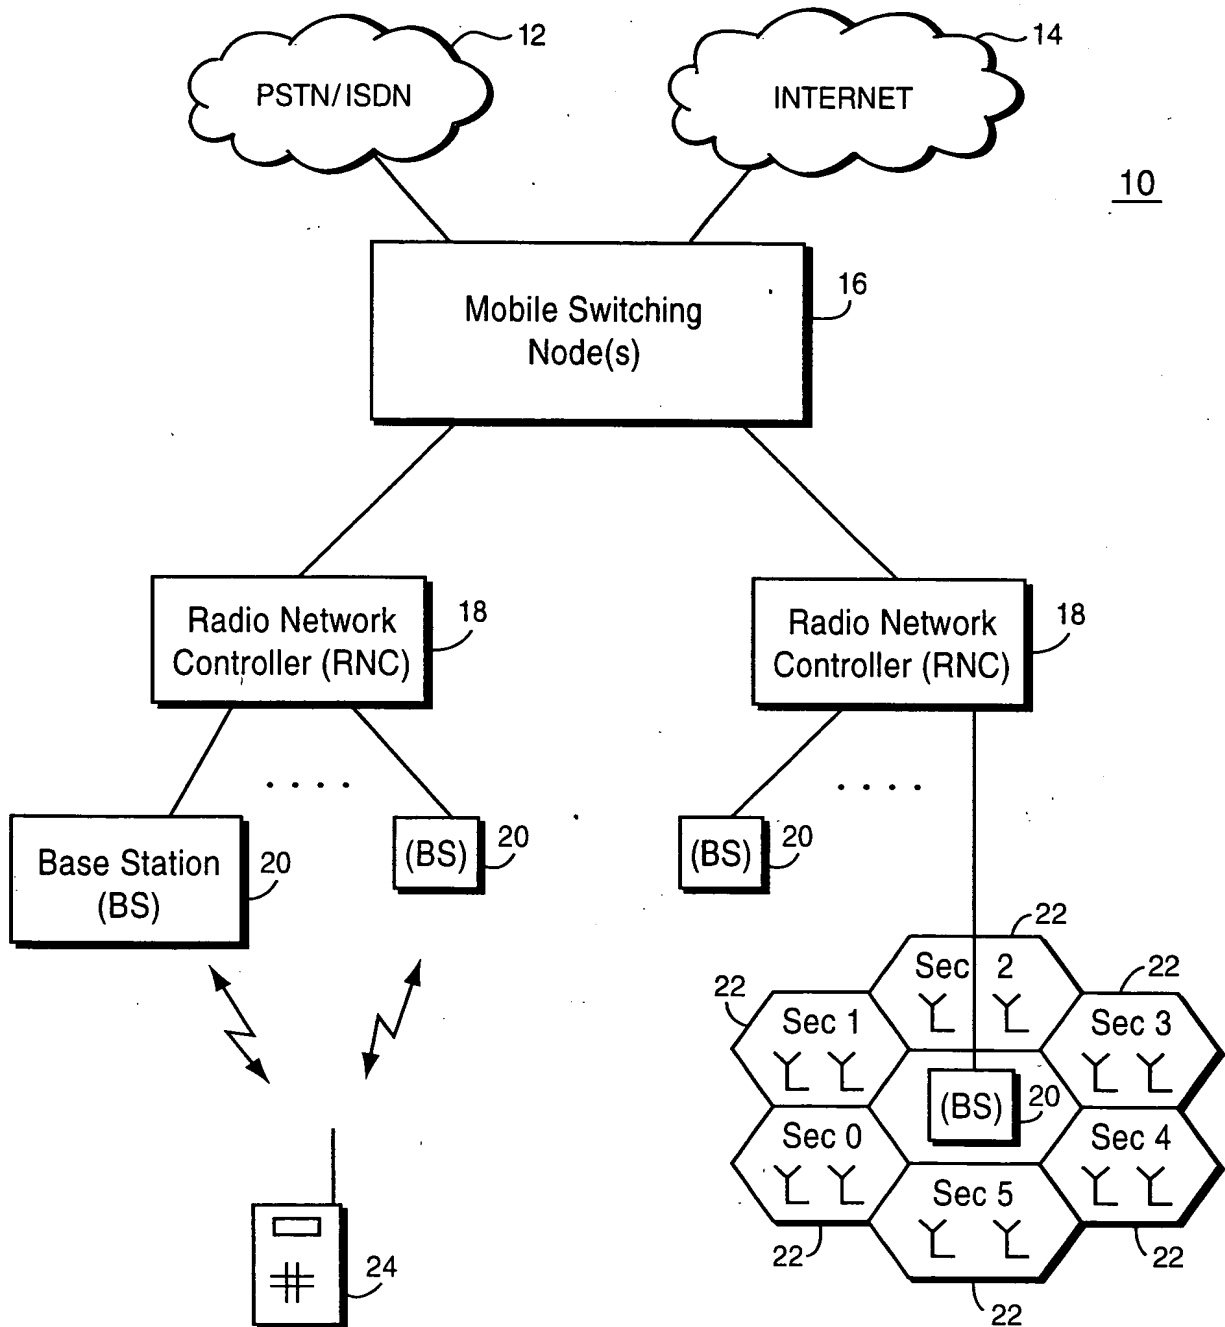 12
14
PSTN/ISDN
INTERNET
10
16
Mobile Switching
Node(s)
18
18
Radio Network
Controller (RNC)
Radio Network
Controller (RNC)
Base Station
(BS)
20
(BS)
20
(BS)
20
22
22
22
Sec 2
Sec 1
Sec 3
(BS)
20
Sec 0
Sec 4
Sec 5
22
22
22
24